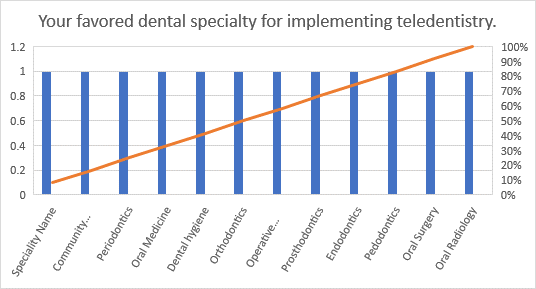 Your favored dental specialty for implementing teledentistry.
1.2
1
0.8
0.6
0.4
0.2
0
100%
90%
80%
70%
60%
50%
40%
30%
20%
10%
0%
Speciality Name
Community...
Periodontics
Oral Medicine
Dental hygiene
Orthodontics
Operative...
Prosthodontics
Endodontics
Pedodontics
Oral Surgery
Oral Radiology